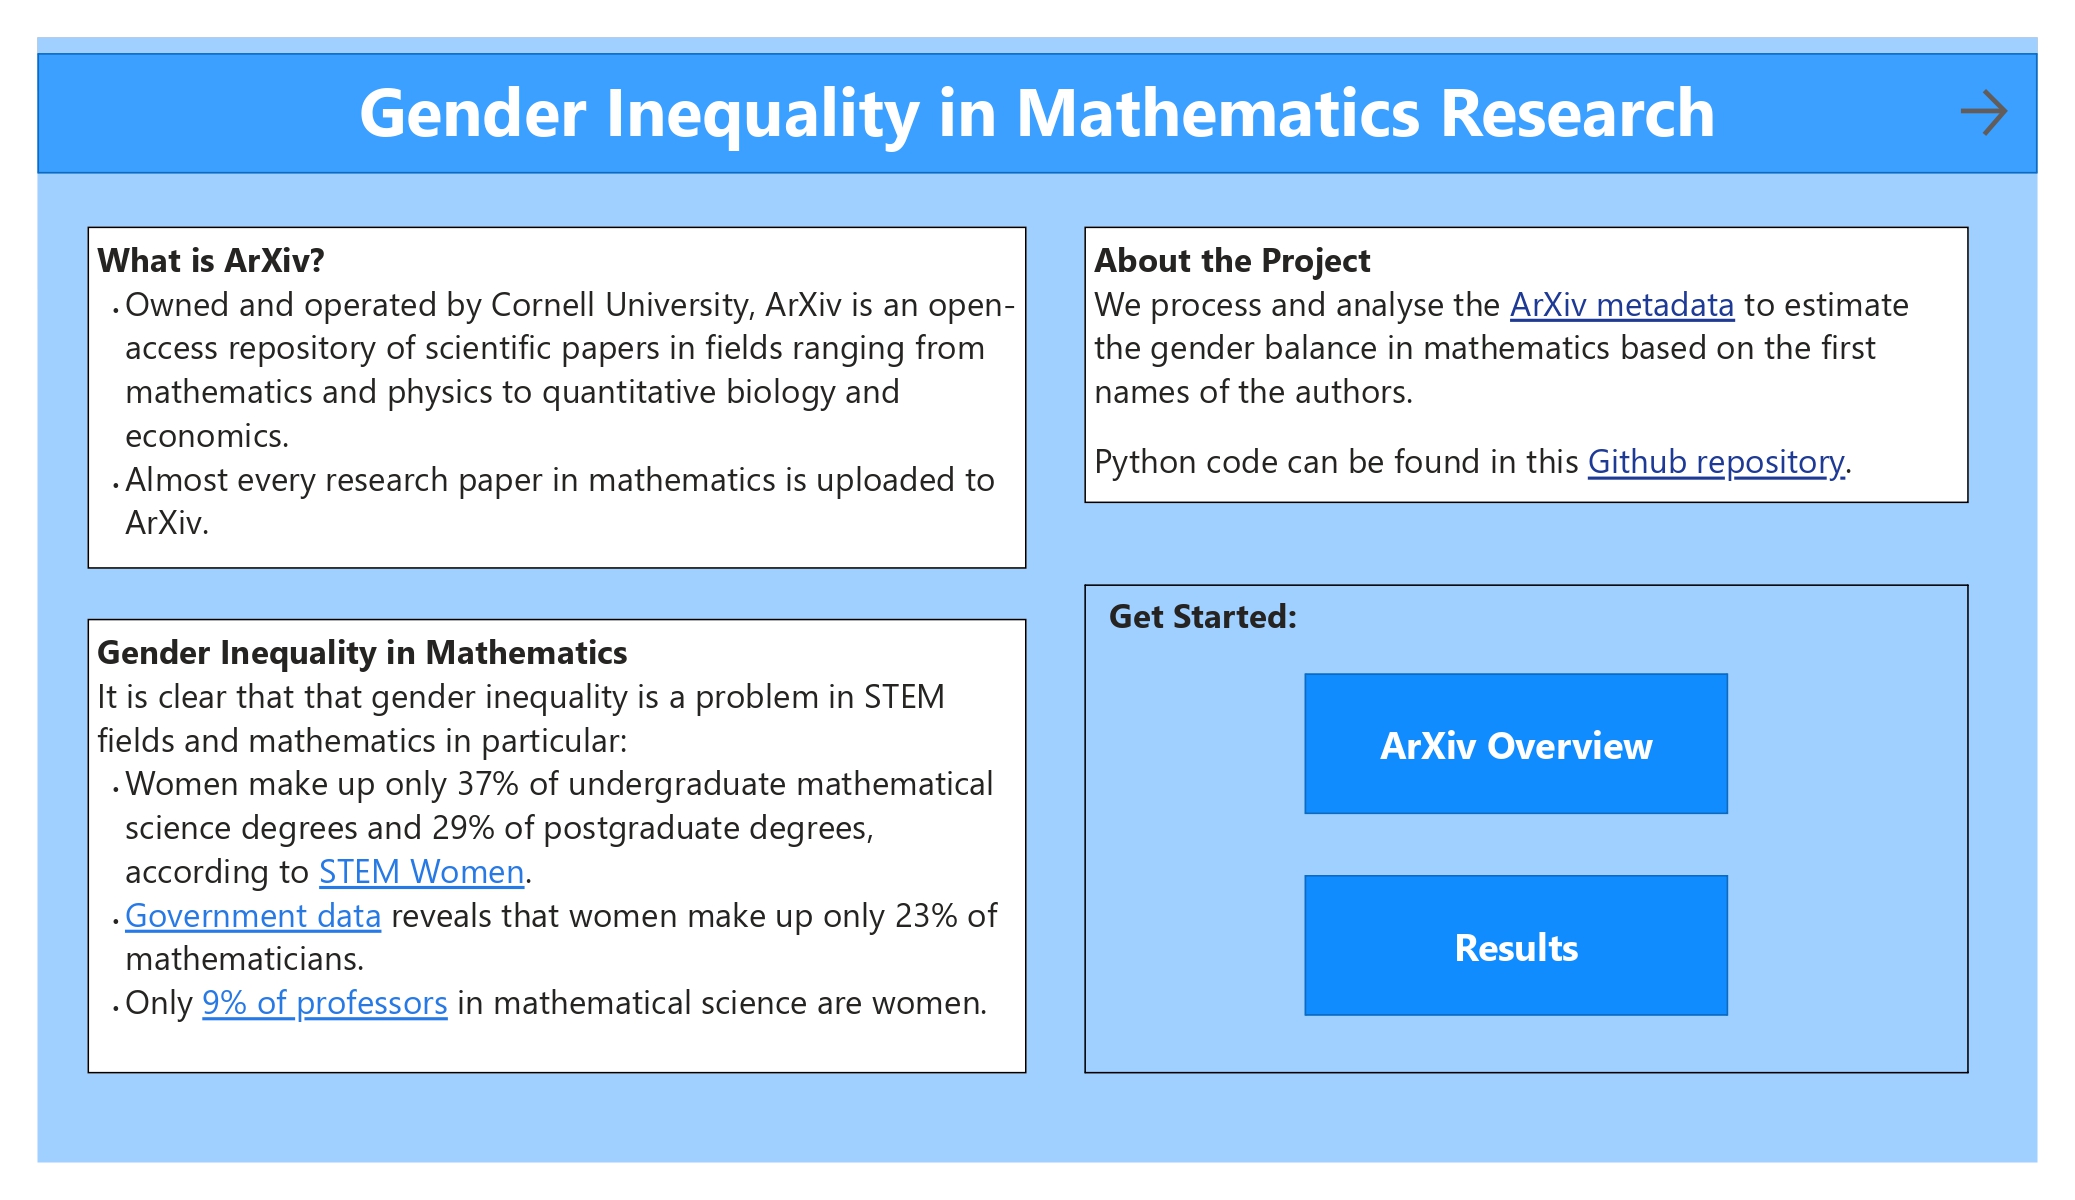 Gender Inequality in Mathematics Research
What is ArXiv?
• Owned and operated by Cornell University, ArXiv is an open-
access repository of scientific papers in fields ranging from
mathematics and physics to quantitative biology and
economics.
• Almost every research paper in mathematics is uploaded to
ArXiv.
Gender Inequality in Mathematics
It is clear that that gender inequality is a problem in STEM
fields and mathematics in particular:
• Women make up only 37% of undergraduate mathematical
science degrees and 29% of postgraduate degrees,
according to STEM Women.
• Government data reveals that women make up only 23% of
mathematicians.
• Only 9% of professors in mathematical science are women.
About the Project
We process and analyse the ArXiv metadata to estimate
the gender balance in mathematics based on the first
names of the authors.
Python code can be found in this Github repository.
Get Started:
ArXiv Overview
Results